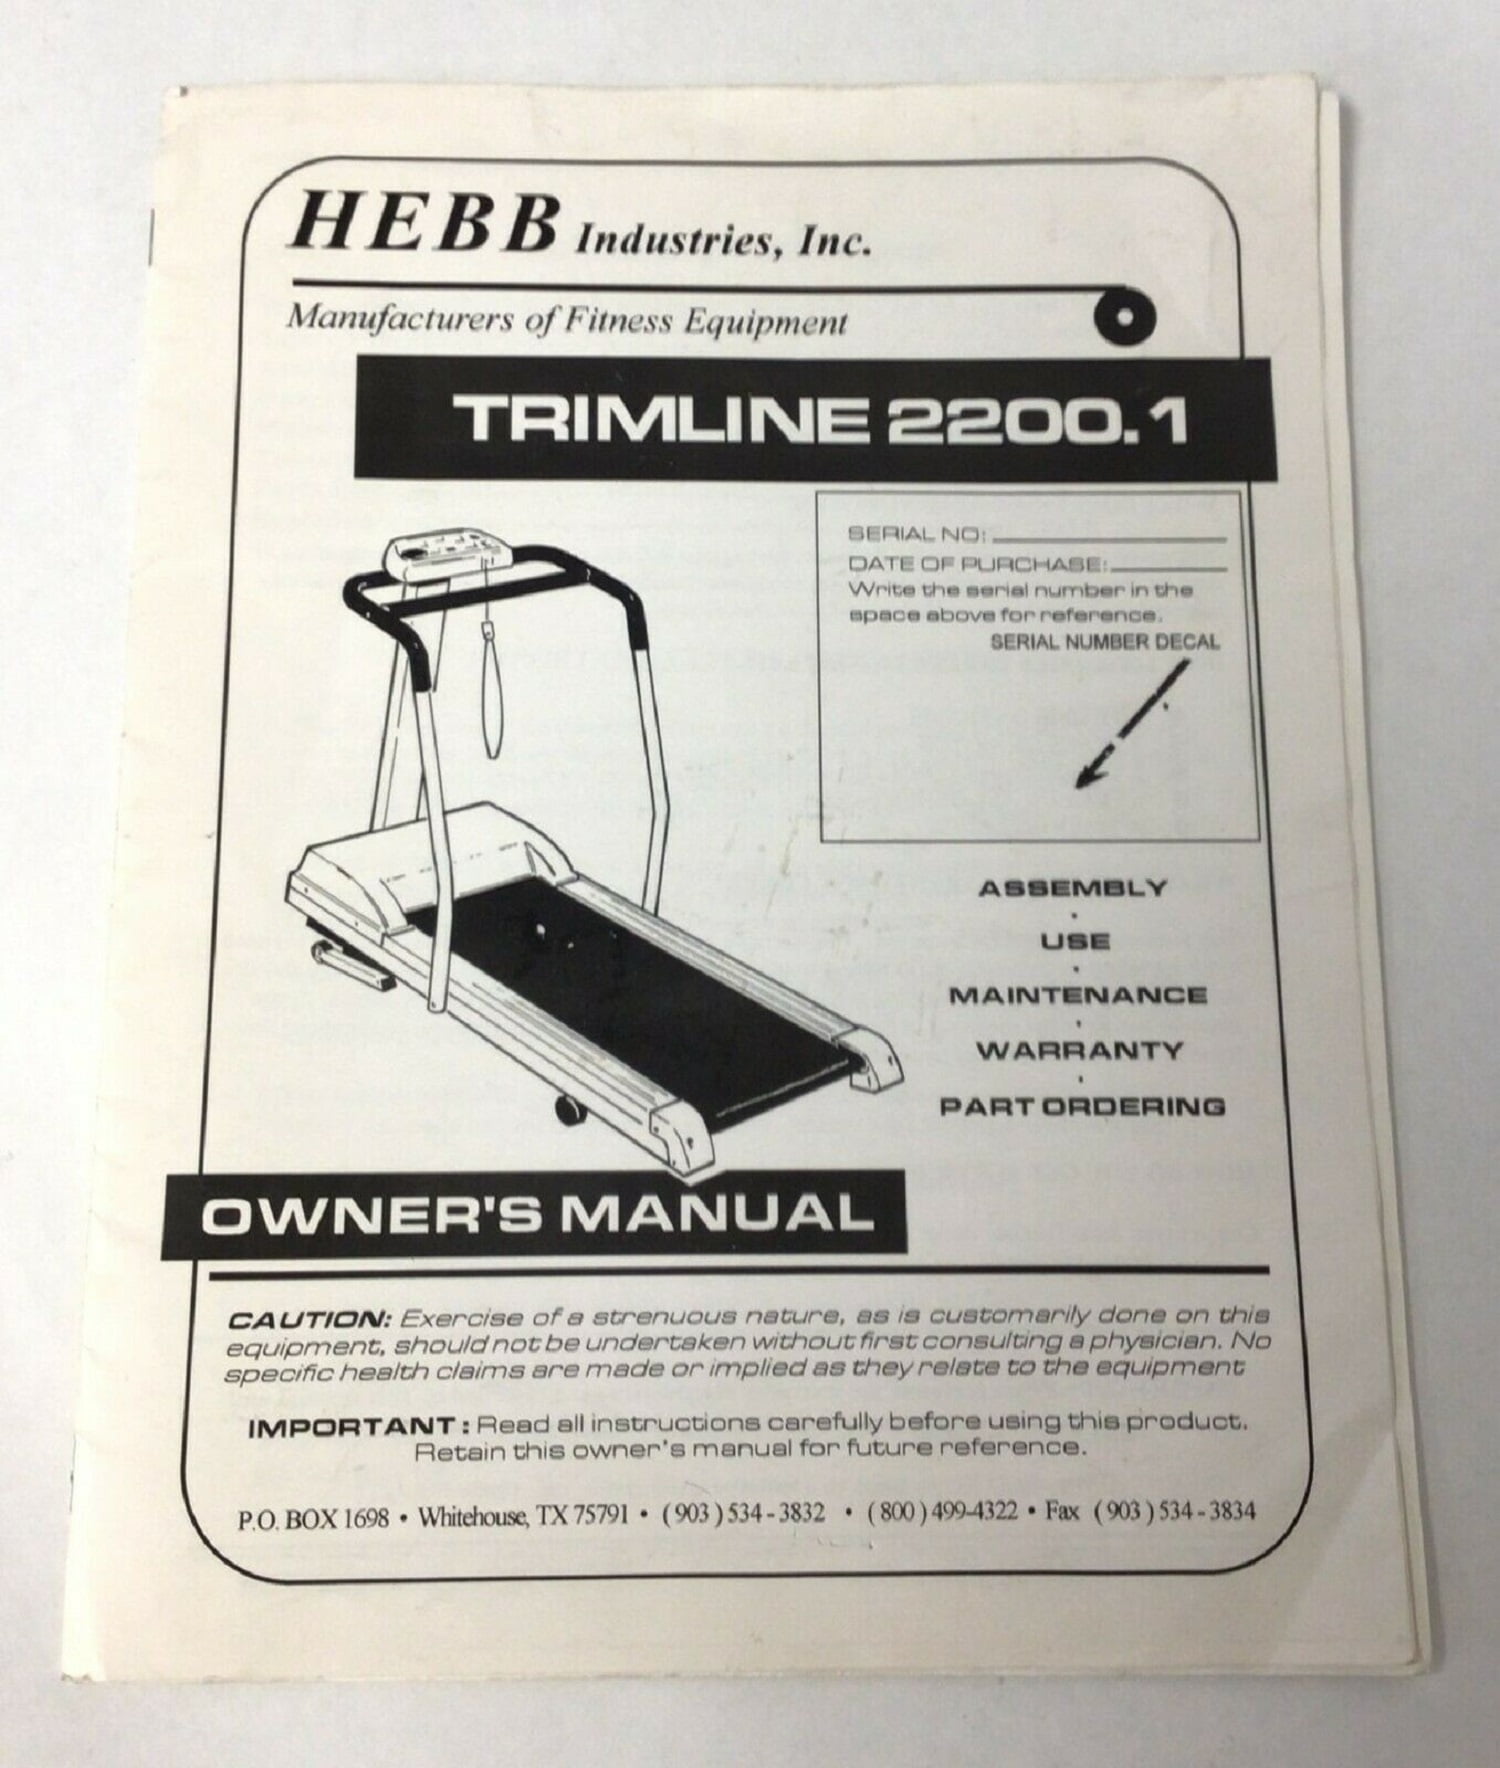 HEBB Industries, Inc.
Manufacturers of Fitness Equipment
TRIMLINE 2200.1
SERIAL NO:
DATE OF PURCHASE:
Write the serial number in the
space above for reference.
SERIAL NUMBER DECAL
ASSEMBLY
•
USE
•
MAINTENANCE
•
WARRANTY
•
PART ORDERING
OWNER'S MANUAL
CAUTION: Exercise of a strenuous nature, as is customarily done on this
equipment, should not be undertaken without first consulting a physician. No
specific health claims are made or implied as they relate to the equipment
IMPORTANT: Read all instructions carefully before using this product.
Retain this owner's manual for future reference.
P.O. BOX 1698 • Whitehouse, TX 75791 • (903) 534-3832 • (800) 499-4322 • Fax (903) 534-3834